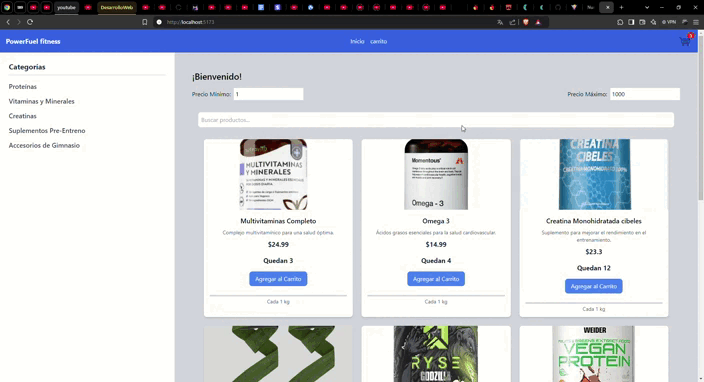 youtube
DesarrolloWeb
http://localhost:5173
VPN
PowerFuel fitness
Inicio carrito
Categorías
Proteínas
Vitaminas y Minerales
Creatinas
Suplementos Pre-Entreno
Accesorios de Gimnasio
¡Bienvenido!
Precio Mínimo: 1
Precio Máximo: 1000
Buscar productos...
MULTIVITAMINAS
Y MINERALES
Momentous
Omega - 3
CREATINA
CIBELES
Multivitaminas Completo
Complejo multivitamínico para una salud óptima.
$24.99
Quedan 3
Agregar al Carrito
Cada 1 kg
Omega 3
Ácidos grasos esenciales para la salud cardiovascular.
$14.99
Quedan 4
Agregar al Carrito
Cada 1 kg
Creatina Monohidratada cibeles
Suplemento para mejorar el rendimiento en el
entrenamiento.
$23.3
Quedan 12
Agregar al Carrito
Cada 1 kg
RYSE
GODZILLA
WEIDER
VEGAN
PROTEIN